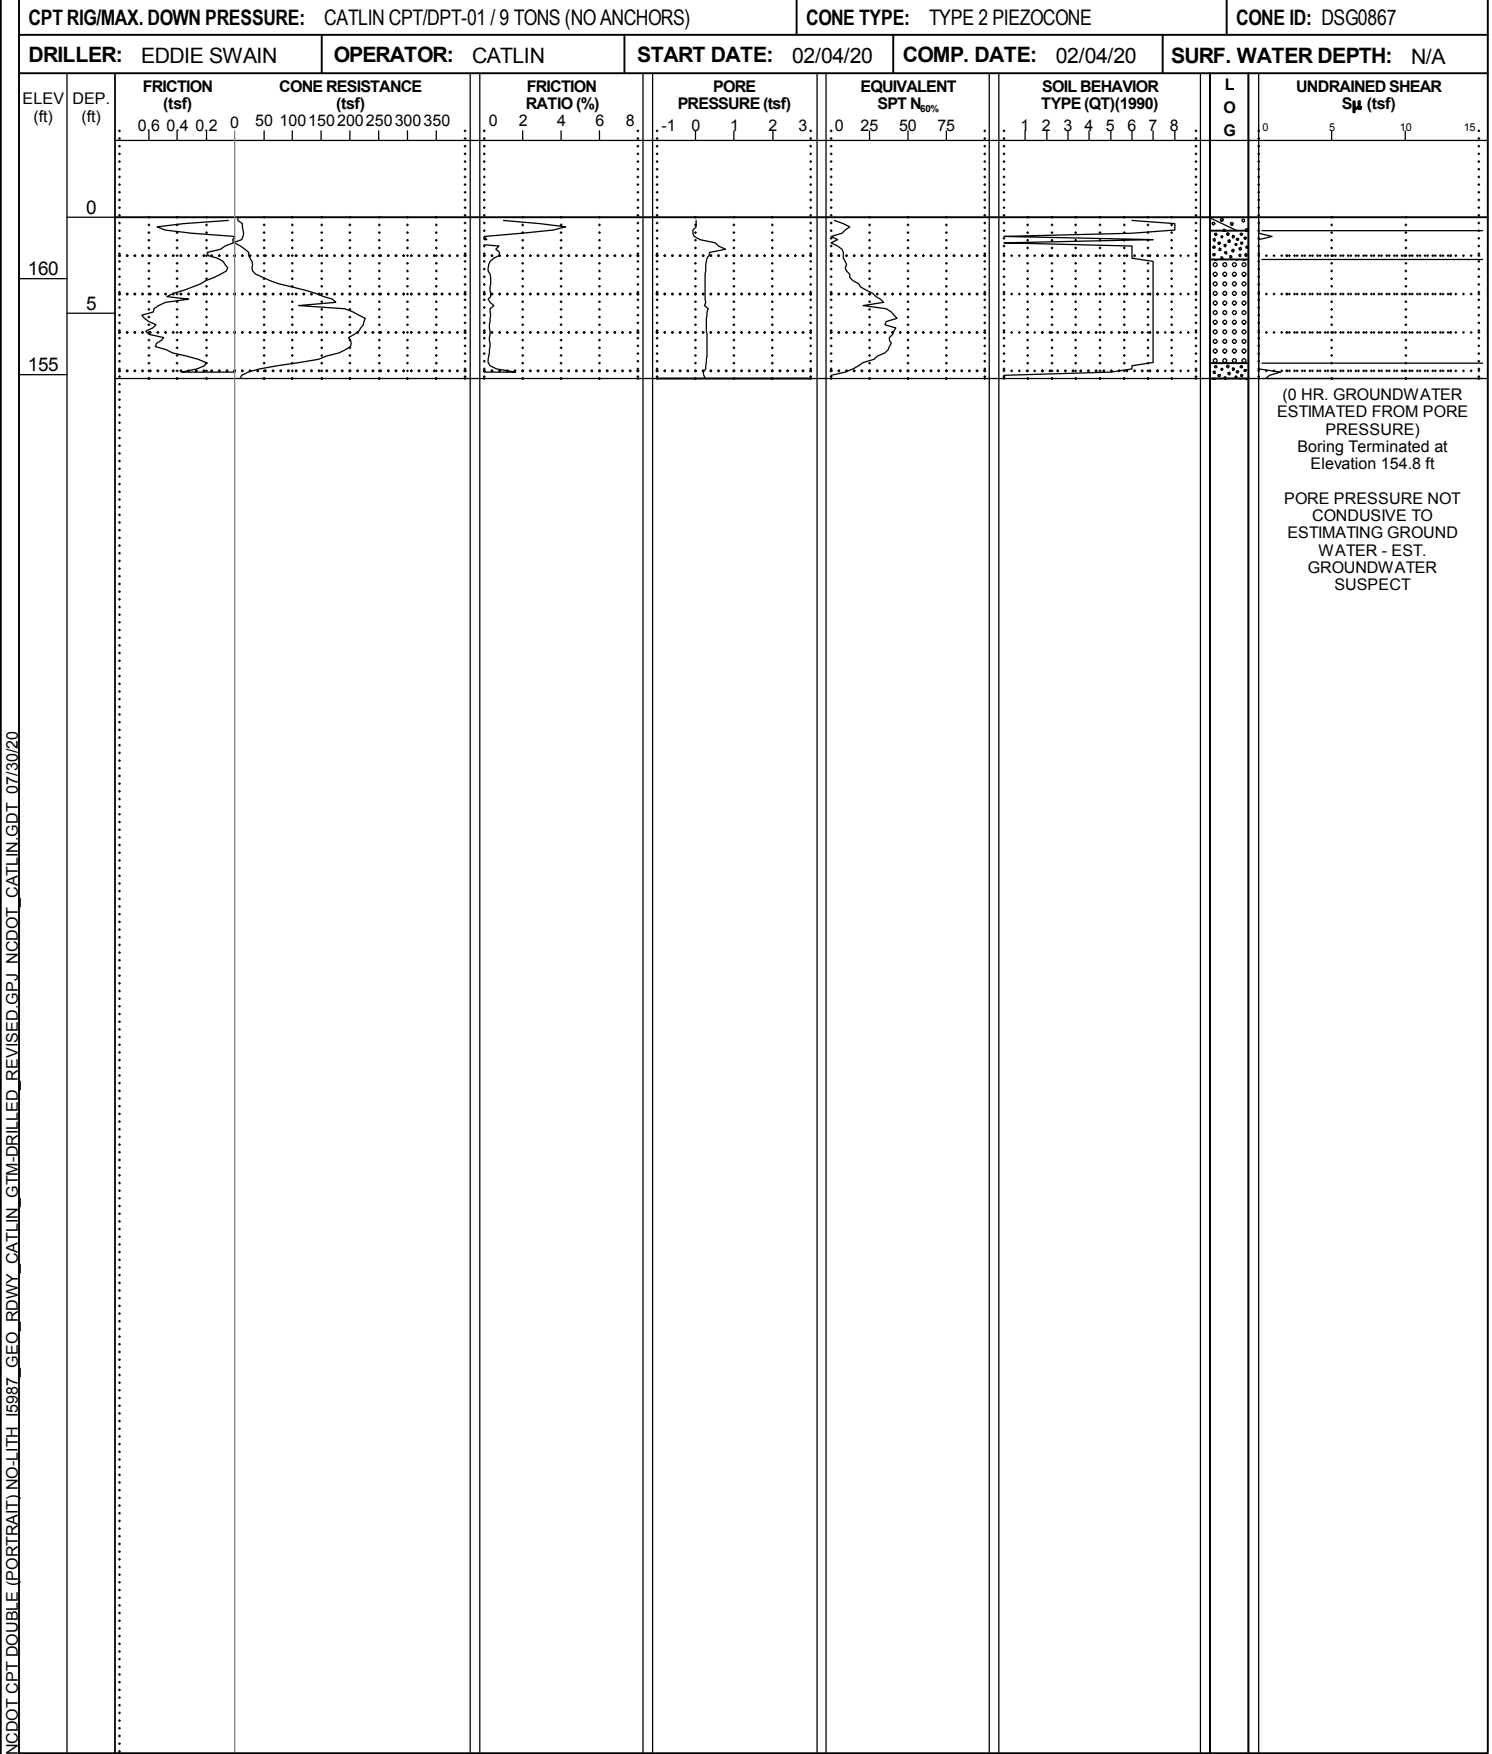 CPT RIG/MAX. DOWN PRESSURE: CATLIN CPT/DPT-01 / 9 TONS (NO ANCHORS) CONE TYPE: TYPE 2 PIEZOCONE CONE ID: DSG0867
DRILLER: EDDIE SWAIN OPERATOR: CATLIN START DATE: 02/04/20 COMP. DATE: 02/04/20 SURF. WATER DEPTH: N/A
ELEV (ft)
DEP. (ft)
FRICTION
(tsf)
0.6 0.4 0.2 0
CONE RESISTANCE
(tsf)
50 100 150 200 250 300 350
FRICTION
RATIO (%)
0 2 4 6 8
PORE
PRESSURE (tsf)
-1 0 1 2 3
EQUIVALENT
SPT N60%
0 25 50 75
SOIL BEHAVIOR
TYPE (QT)(1990)
1 2 3 4 5 6 7 8
L
O
G
UNDRAINED SHEAR
Sμ (tsf)
0 5 10 15
0
160
5
155
(0 HR. GROUNDWATER
ESTIMATED FROM PORE
PRESSURE)
Boring Terminated at
Elevation 154.8 ft
PORE PRESSURE NOT
CONDUSIVE TO
ESTIMATING GROUND
WATER - EST.
GROUNDWATER
SUSPECT
NCDOT CPT DOUBLE (PORTRAIT) NO-LITH I5987_GEO_RDWY_CATLIN_GTM-DRILLED_REVISED.GPJ NCDOT_CATLIN.GDT 07/30/20